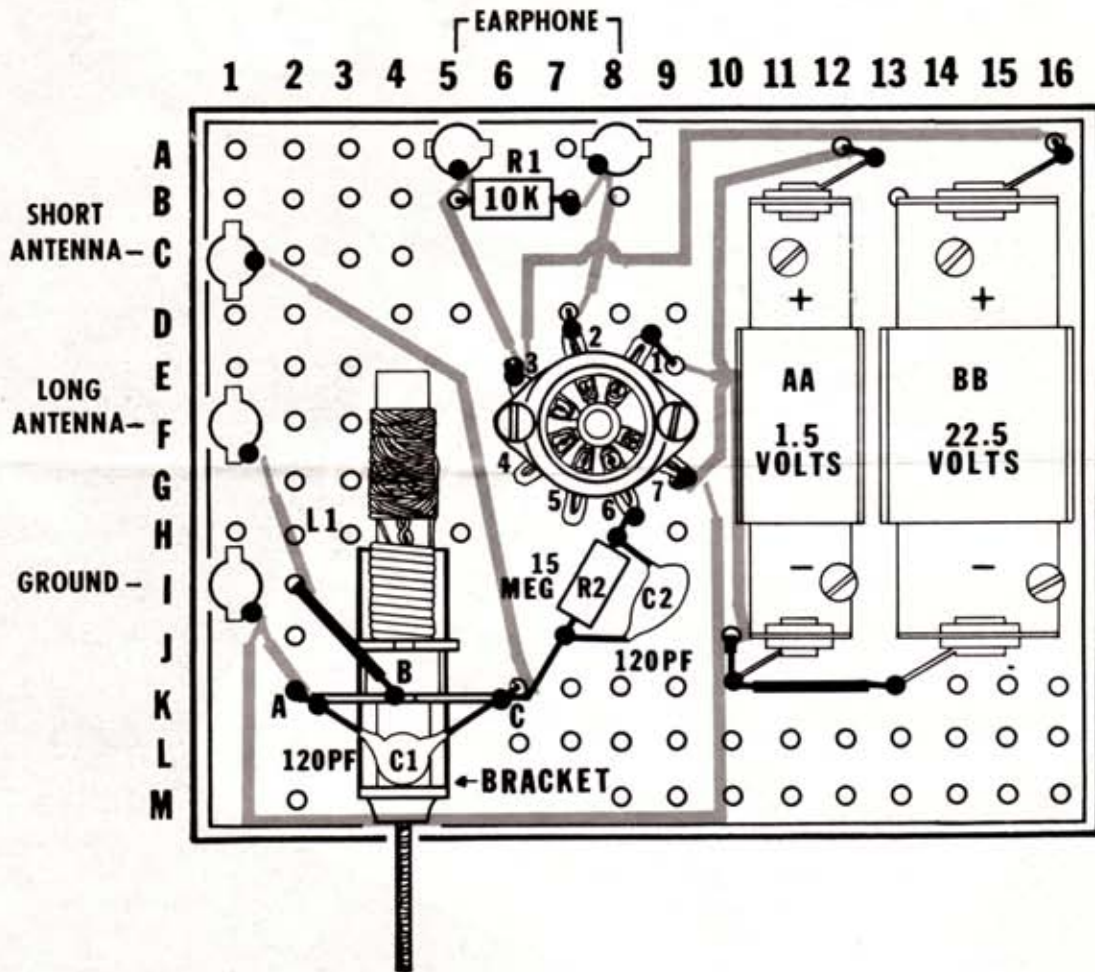 EARPHONE
1 2 3 4 5 6 7 8 9 10 11 12 13 14 15 16
A
R1
B
10K
SHORT
ANTENNA
C
D
+ +
3 2 1
E
LONG
ANTENNA
AA BB
F
1.5
VOLTS
22.5
VOLTS
4
G
5 6 7
L1
H
15
MEG
R2
C2
GROUND
I
- -
J
120PF
B
A
C
K
120PF
C1
L
BRACKET
M